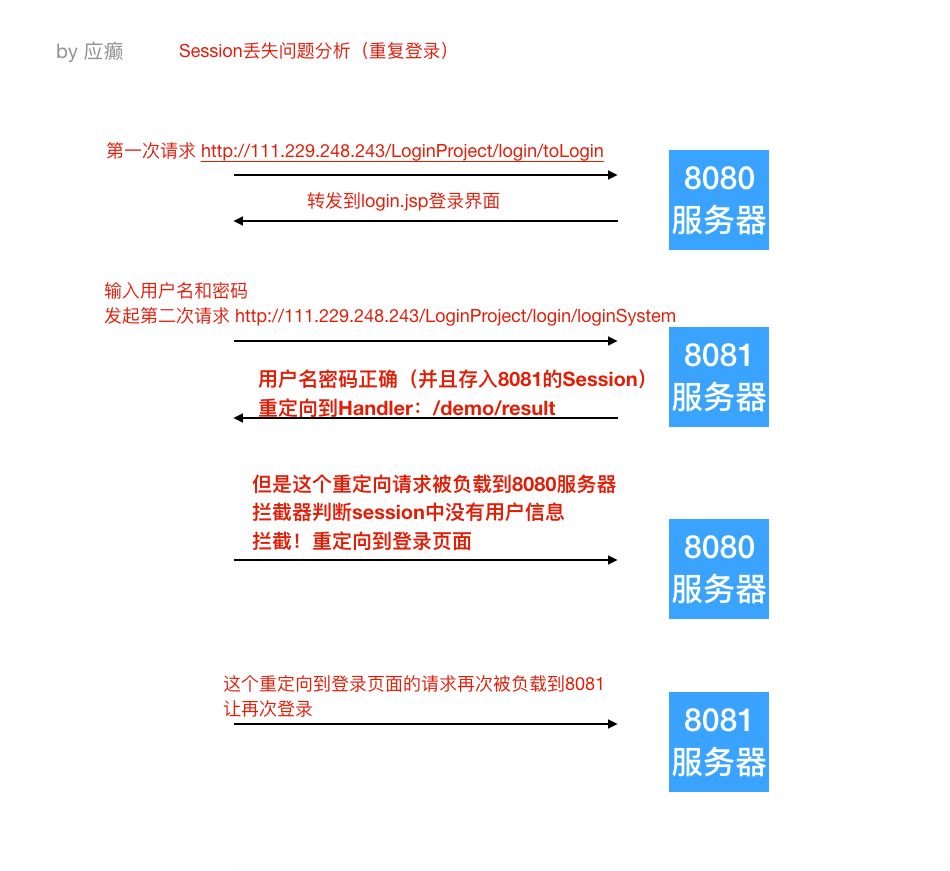 by 应癫
Session丢失问题分析（重复登录）
第一次请求 http://111.229.248.243/LoginProject/login/toLogin
转发到login.jsp登录界面
8080
服务器
输入用户名和密码
发起第二次请求 http://111.229.248.243/LoginProject/login/loginSystem
8081
服务器
用户名密码正确（并且存入8081的Session）
重定向到Handler：/demo/result
但是这个重定向请求被负载到8080服务器
拦截器判断session中没有用户信息
拦截！重定向到登录页面
8080
服务器
这个重定向到登录页面的请求再次被负载到8081
让再次登录
8081
服务器